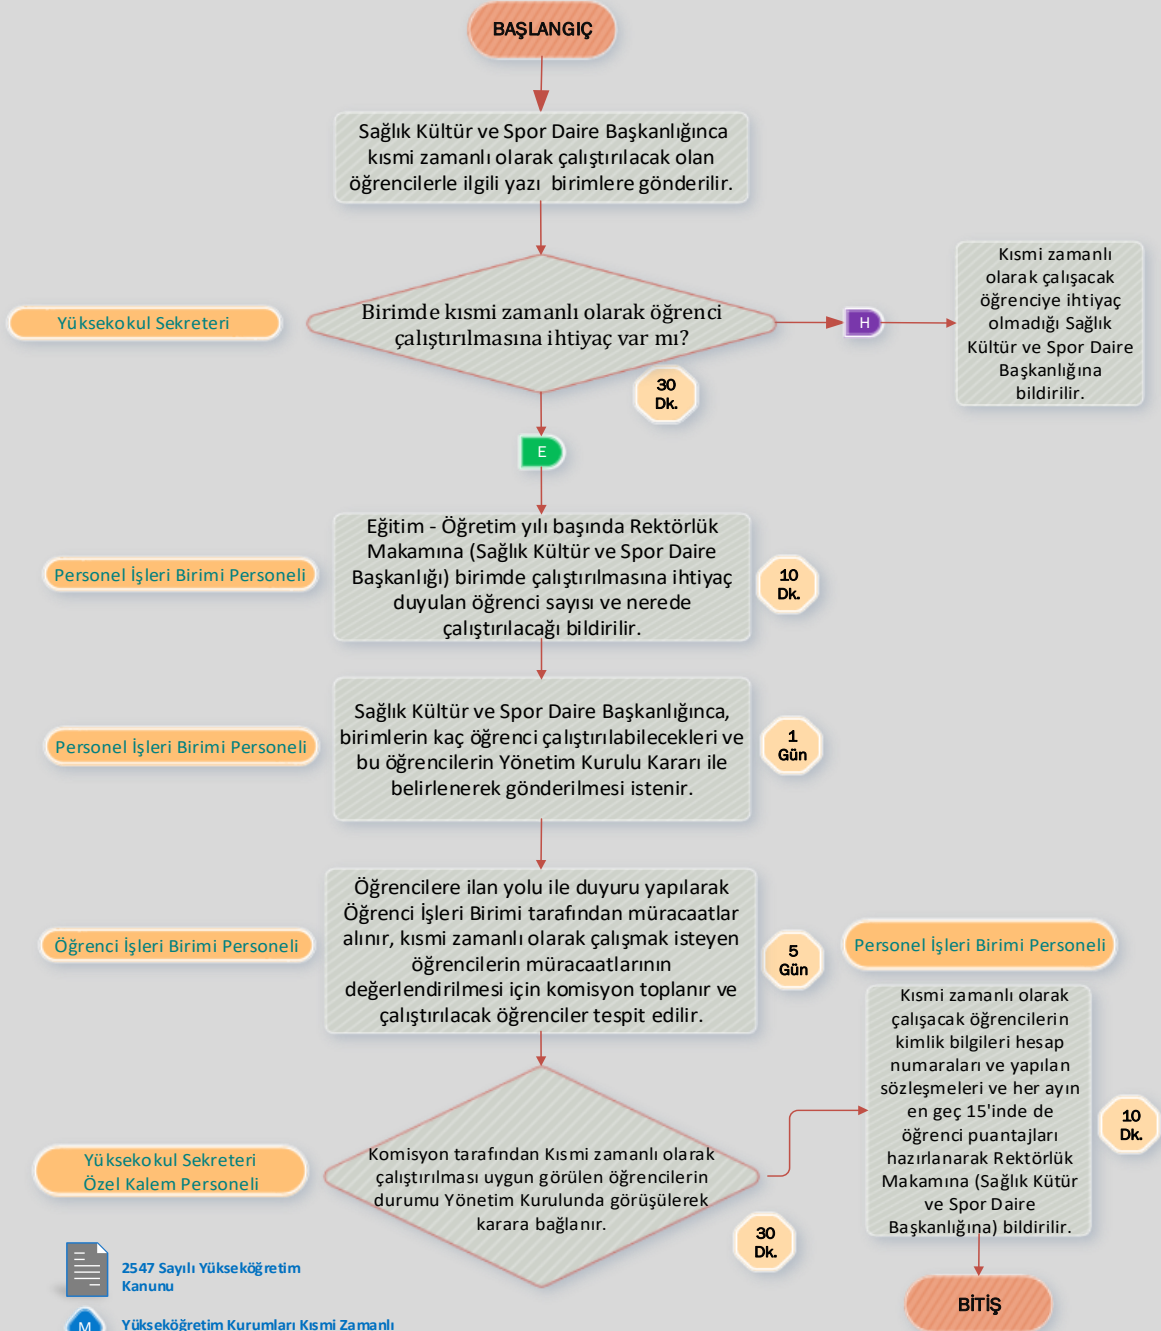 BAŞLANGIÇ
Sağlık Kültür ve Spor Daire Başkanlığınca
kısmi zamanlı olarak çalıştırılacak olan
öğrencilerle ilgili yazı birimlere gönderilir.
Yüksekokul Sekreteri
Birimde kısmi zamanlı olarak öğrenci
çalıştırılmasına ihtiyaç var mı?
30
Dk.
H
Kısmi zamanlı
olarak çalışacak
öğrenciye ihtiyaç
olmadığı Sağlık
Kültür ve Spor Daire
Başkanlığına
bildirilir.
E
Personel İşleri Birimi Personeli
Eğitim - Öğretim yılı başında Rektörlük
Makamına (Sağlık Kültür ve Spor Daire
Başkanlığı) birimde çalıştırılmasına ihtiyaç
duyulan öğrenci sayısı ve nerede
çalıştırılacağı bildirilir.
10
Dk.
Personel İşleri Birimi Personeli
Sağlık Kültür ve Spor Daire Başkanlığınca,
birimlerin kaç öğrenci çalıştırılabilecekleri ve
bu öğrencilerin Yönetim Kurulu Kararı ile
belirlenerek gönderilmesi istenir.
1
Gün
Öğrenci İşleri Birimi Personeli
Öğrencilere ilan yolu ile duyuru yapılarak
Öğrenci İşleri Birimi tarafından müracaatlar
alınır, kısmi zamanlı olarak çalışmak isteyen
öğrencilerin müracaatlarının
değerlendirilmesi için komisyon toplanır ve
çalıştırılacak öğrenciler tespit edilir.
5
Gün
Yüksekokul Sekreteri
Özel Kalem Personeli
Komisyon tarafından Kısmi zamanlı olarak
çalıştırılması uygun görülen öğrencilerin
durumu Yönetim Kurulunda görüşülerek
karara bağlanır.
30
Dk.
Personel İşleri Birimi Personeli
Kısmi zamanlı olarak
çalışacak öğrencilerin
kimlik bilgileri hesap
numaraları ve yapılan
sözleşmeleri ve her ayın
en geç 15'inde de
öğrenci puantajları
hazırlanarak Rektörlük
Makamına (Sağlık Kütür
ve Spor Daire
Başkanlığına) bildirilir.
10
Dk.
BİTİŞ
2547 Sayılı Yükseköğretim
Kanunu
M
Yükseköğretim Kurumları Kısmi Zamanlı